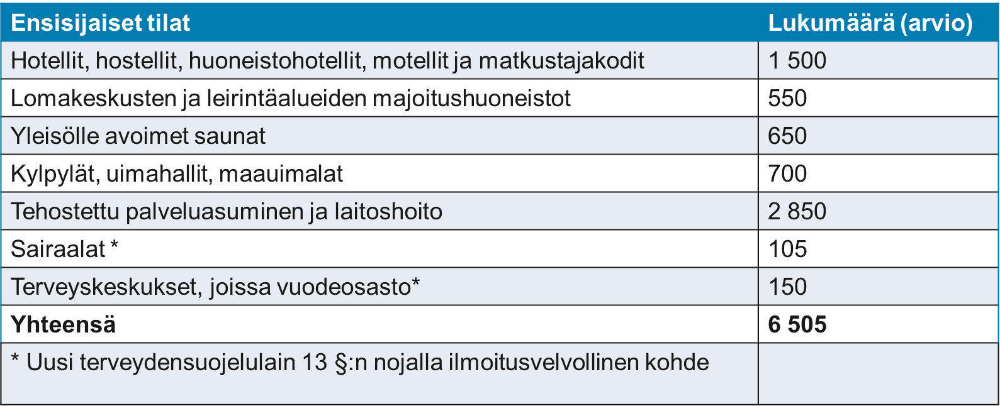 Ensisijaiset tilat Lukumäärä (arvio)
Hotellit, hostellit, huoneistohotellit, motellit ja matkustajakodit 1 500
Lomakeskusten ja leirintäalueiden majoitushuoneistot 550
Yleisölle avoimet saunat 650
Kylpylät, uimahallit, maauimalat 700
Tehostettu palveluasuminen ja laitoshoito 2 850
Sairaalat * 105
Terveyskeskukset, joissa vuodeosasto* 150
Yhteensä 6 505
* Uusi terveydensuojelulain 13 §:n nojalla ilmoitusvelvollinen kohde